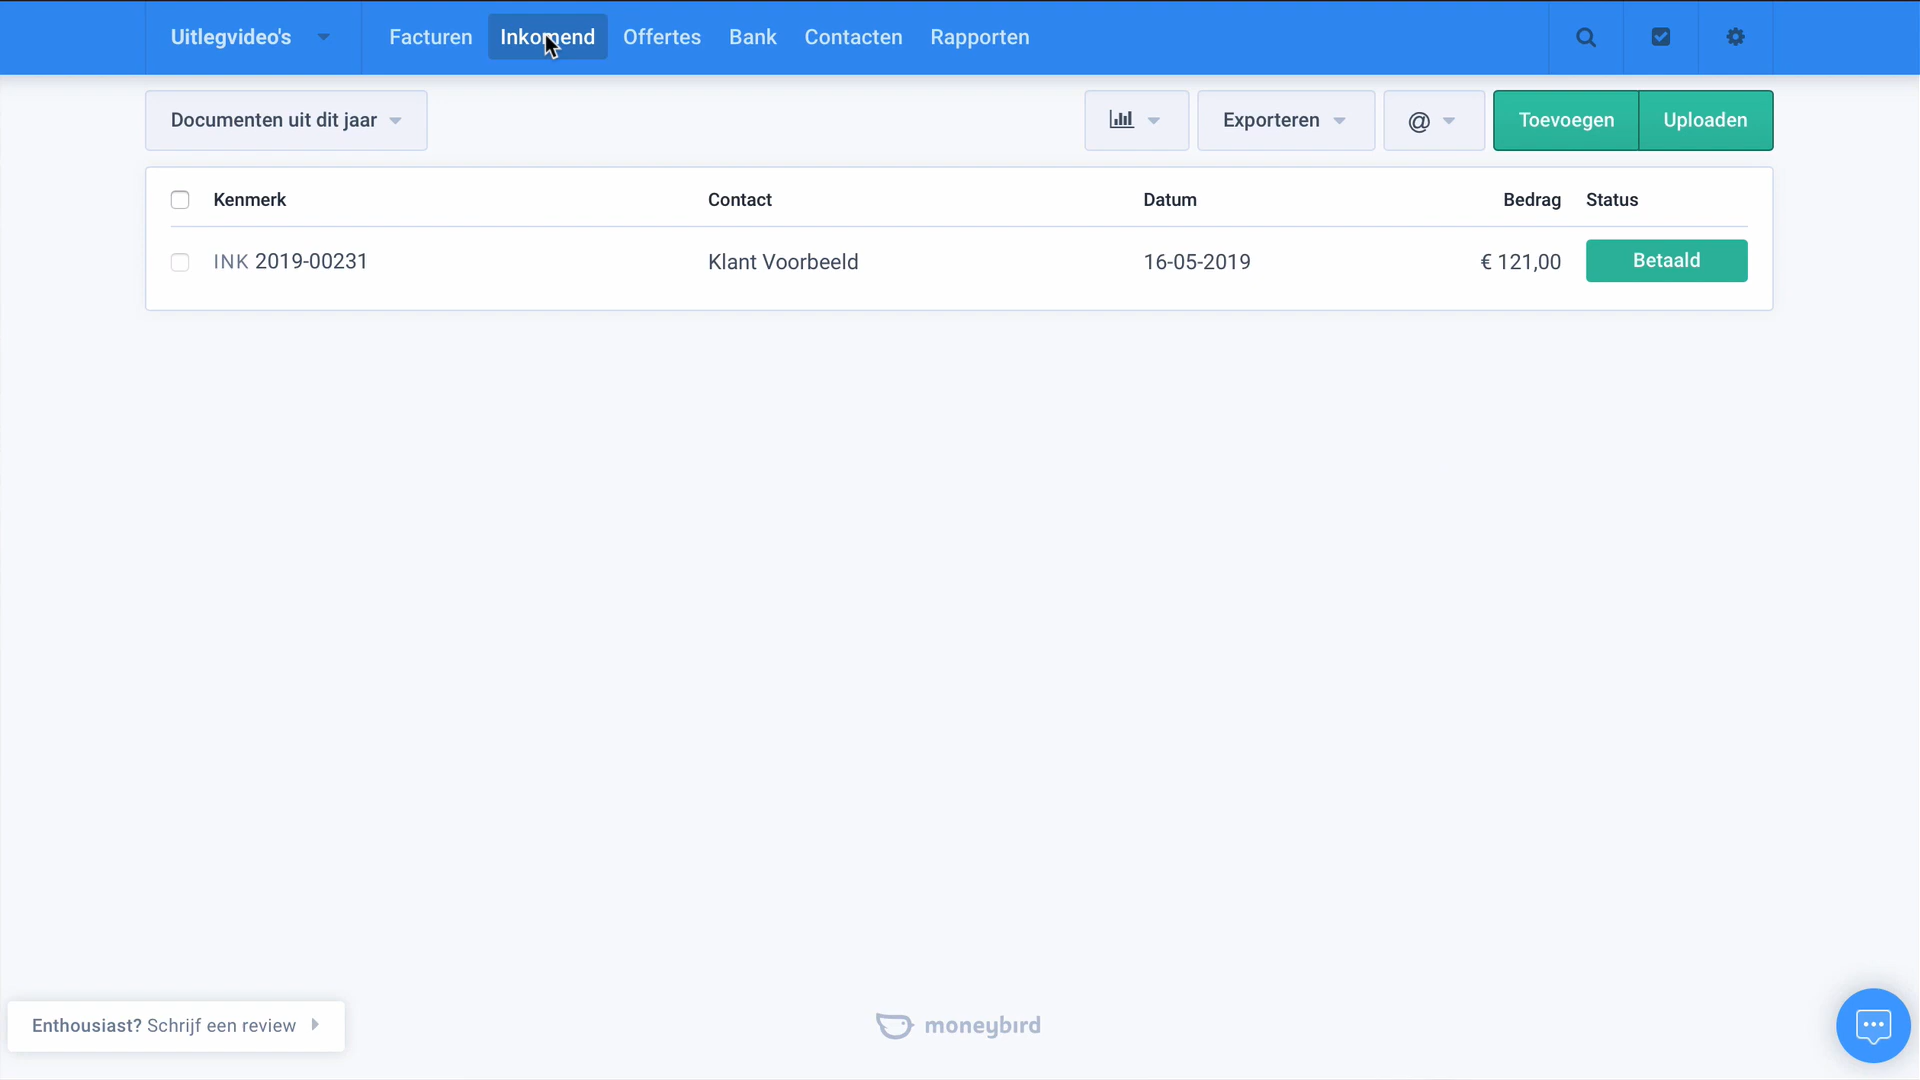 Uitlegvideo's Facturen Inkomend Offertes Bank Contacten Rapporten
Documenten uit dit jaar Exporteren @ Toevoegen Uploaden
Kenmerk Contact Datum Bedrag Status
INK 2019-00231 Klant Voorbeeld 16-05-2019 € 121,00 Betaald
Enthousiast? Schrijf een review
moneybird